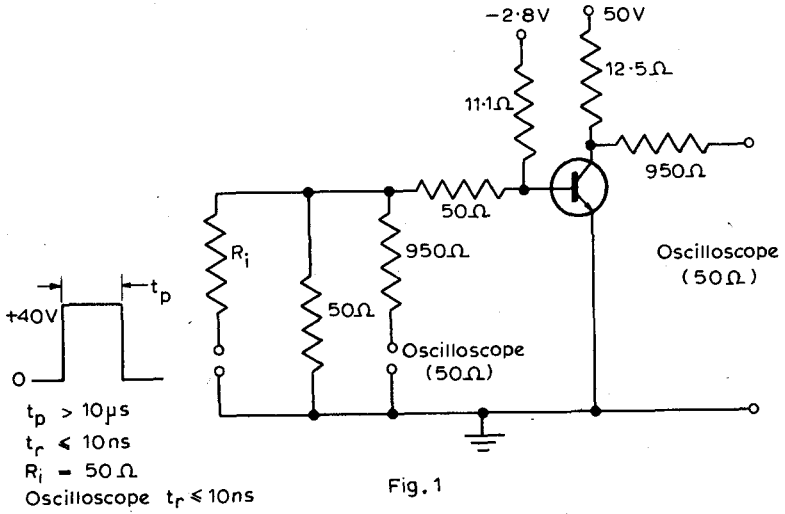 −2·8V
50V
12·5Ω
11·1Ω
950Ω
50Ω
Ri
950Ω
50Ω
Oscilloscope
(50Ω)
Oscilloscope
(50Ω)
tp
+40V
0
tp > 10µs
tr ≤ 10ns
Ri = 50Ω
Oscilloscope tr ≤ 10ns
Fig. 1